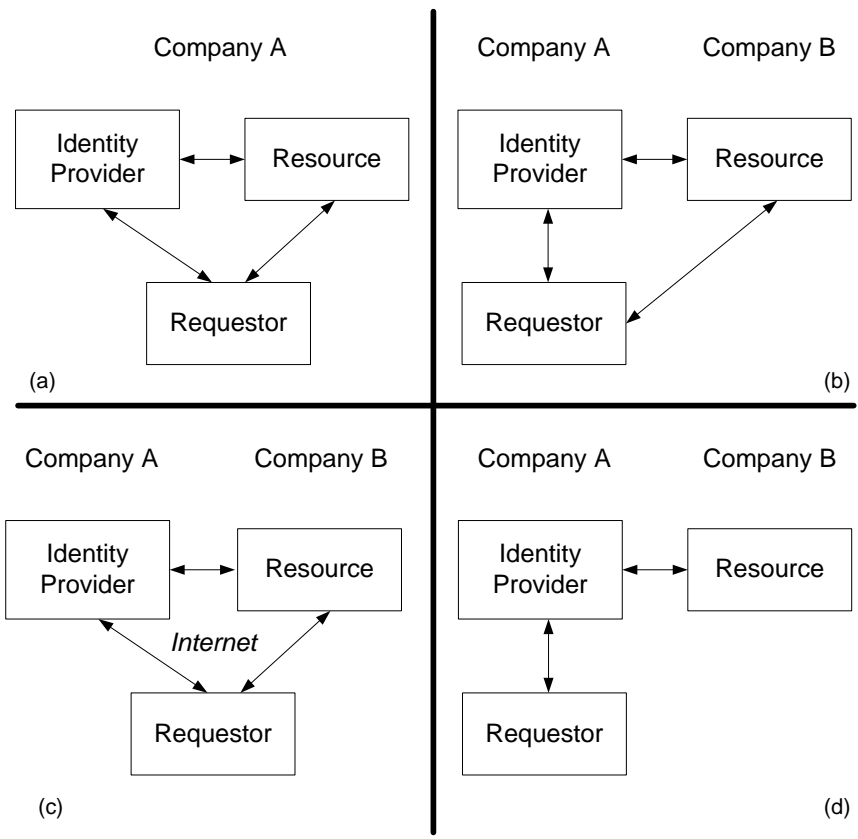 Company A
Identity
Provider
Resource
Requestor
(a)
Company A
Company B
Identity
Provider
Resource
Requestor
(b)
Company A
Company B
Identity
Provider
Resource
Internet
Requestor
(c)
Company A
Company B
Identity
Provider
Resource
Requestor
(d)